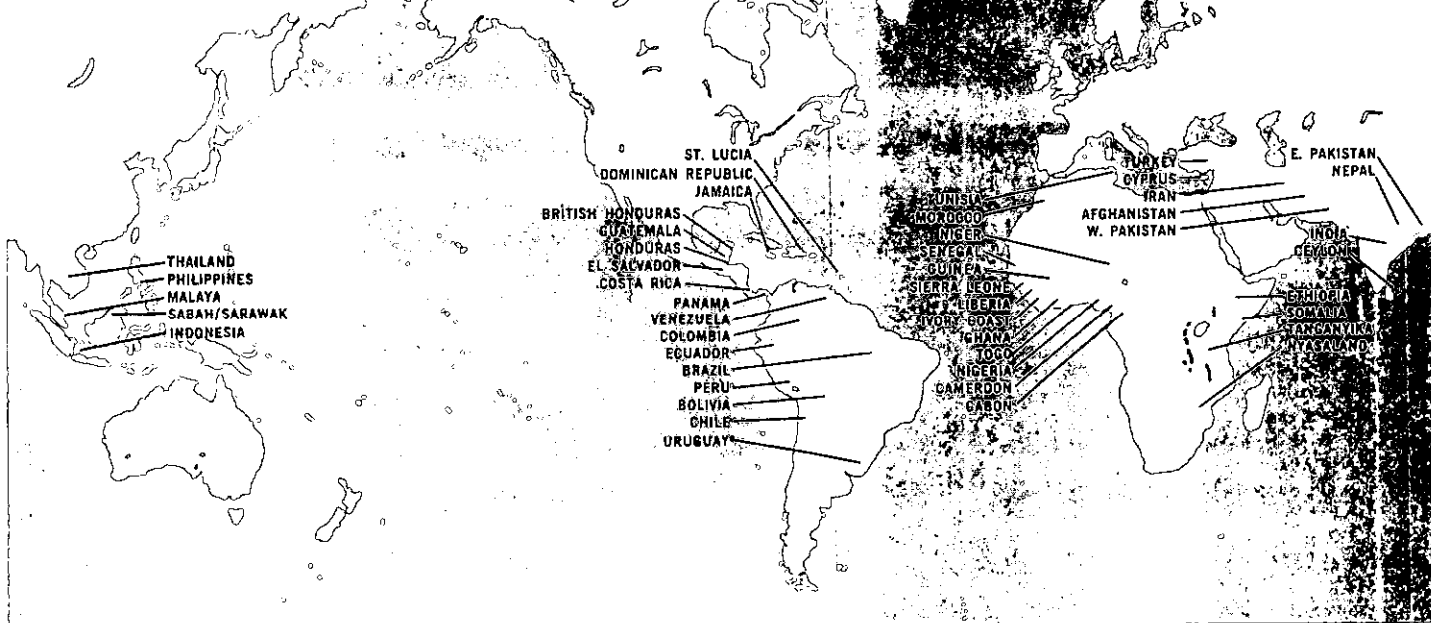 THAILAND
PHILIPPINES
MALAYA
SABAH/SARAWAK
INDONESIA
ST. LUCIA
DOMINICAN REPUBLIC
JAMAICA
BRITISH HONDURAS
GUATEMALA
HONDURAS
EL SALVADOR
COSTA RICA
PANAMA
VENEZUELA
COLOMBIA
ECUADOR
BRAZIL
PERU
BOLIVIA
CHILE
URUGUAY
TUNISIA
MOROCCO
NIGER
SENEGAL
GUINEA
SIERRA LEONE
LIBERIA
IVORY COAST
GHANA
TOGO
NIGERIA
CAMEROON
GABON
TURKEY
CYPRUS
IRAN
AFGHANISTAN
W. PAKISTAN
E. PAKISTAN
NEPAL
INDIA
CEYLON
ETHIOPIA
SOMALIA
TANGANYIKA
NYASALAND